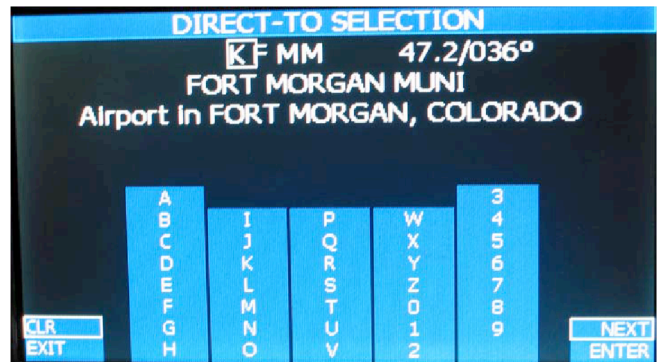 DIRECT-TO SELECTION
KFMM 47.2/036°
FORT MORGAN MUNI
Airport in FORT MORGAN, COLORADO
A 3
B I P W 4
C J Q X 5
D K R Y 6
E L S Z 7
F M T 0 8
CLR G N U 1 9 NEXT
EXIT H O V 2 ENTER